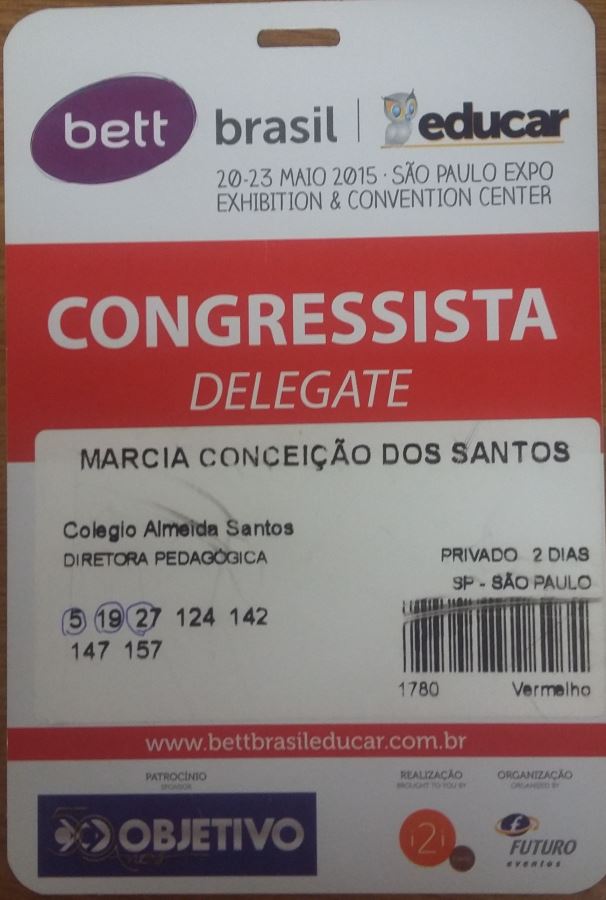 bett brasil | educar
20-23 MAIO 2015 · SÃO PAULO EXPO
EXHIBITION & CONVENTION CENTER
CONGRESSISTA
DELEGATE
MARCIA CONCEIÇÃO DOS SANTOS
Colegio Almeida Santos
DIRETORA PEDAGÓGICA
PRIVADO 2 DIAS
SP - SÃO PAULO
5 19 27 124 142
147 157
1780 Vermelho
www.bettbrasileducar.com.br
PATROCÍNIO
SPONSOR
OBJETIVO
REALIZAÇÃO
BROUGHT TO YOU BY
i2i
ORGANIZAÇÃO
ORGANISED BY
FUTURO
eventos